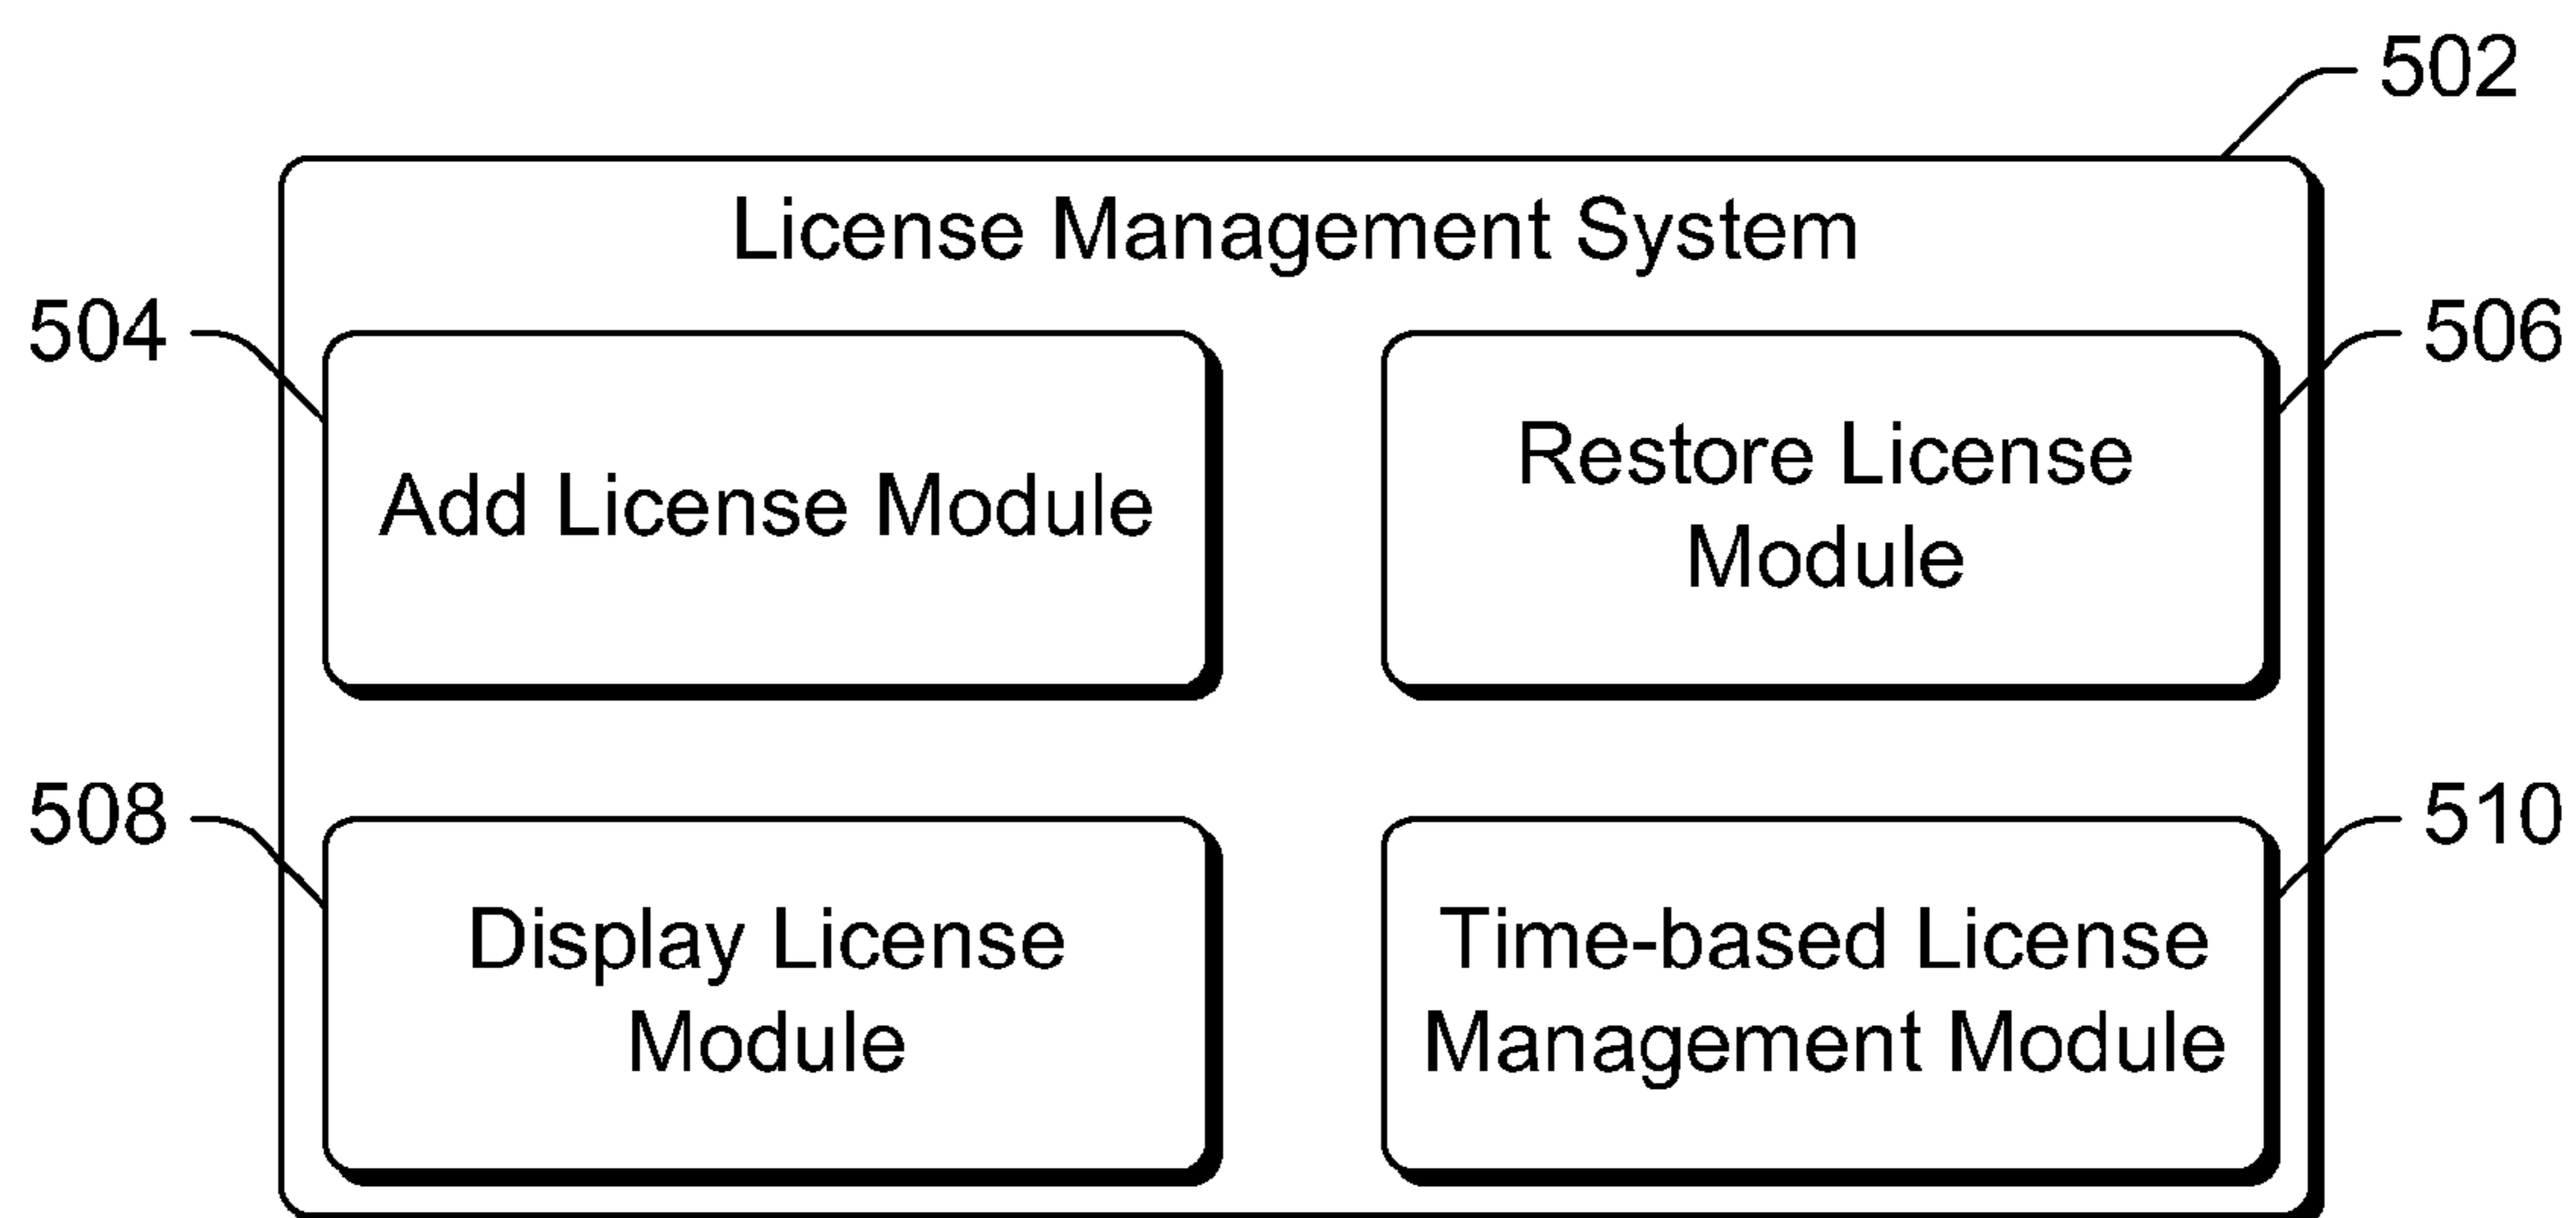 502
License Management System
504
506
Add License Module
Restore License
Module
508
510
Display License
Module
Time-based License
Management Module